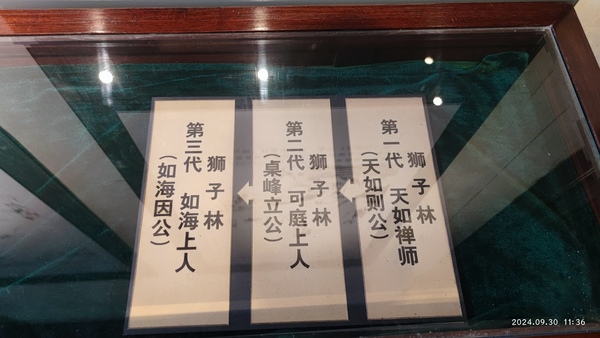 狮子林
第一代 天如禅师
（天如则公）
狮子林
第二代 可庭上人
（桌峰立公）
狮子林
第三代 如海上人
（如海因公）
2024.09.30 11:36